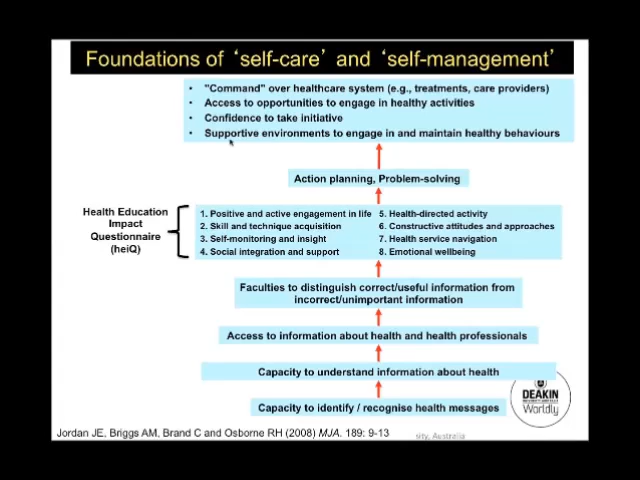 Foundations of ‘self-care’ and ‘self-management’
• "Command" over healthcare system (e.g., treatments, care providers)
• Access to opportunities to engage in healthy activities
• Confidence to take initiative
• Supportive environments to engage in and maintain healthy behaviours
Action planning, Problem-solving
Health Education
Impact
Questionnaire
(heiQ)
1. Positive and active engagement in life
2. Skill and technique acquisition
3. Self-monitoring and insight
4. Social integration and support
5. Health-directed activity
6. Constructive attitudes and approaches
7. Health service navigation
8. Emotional wellbeing
Faculties to distinguish correct/useful information from
incorrect/unimportant information
Access to information about health and health professionals
Capacity to understand information about health
Capacity to identify / recognise health messages
DEAKIN
Worldly
Jordan JE, Briggs AM, Brand C and Osborne RH (2008) MJA. 189: 9-13
sity, Australia